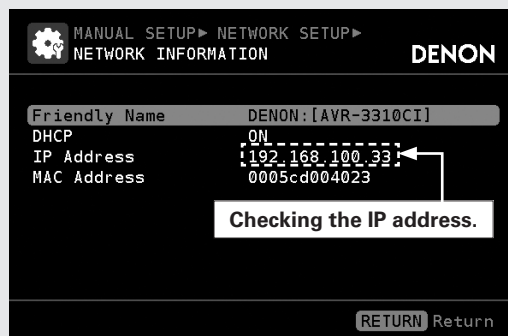 MANUAL SETUP▶ NETWORK SETUP▶
NETWORK INFORMATION
DENON
Friendly Name DENON:[AVR-3310CI]
DHCP ON
IP Address 192.168.100.33
MAC Address 0005cd004023
Checking the IP address.
RETURN Return